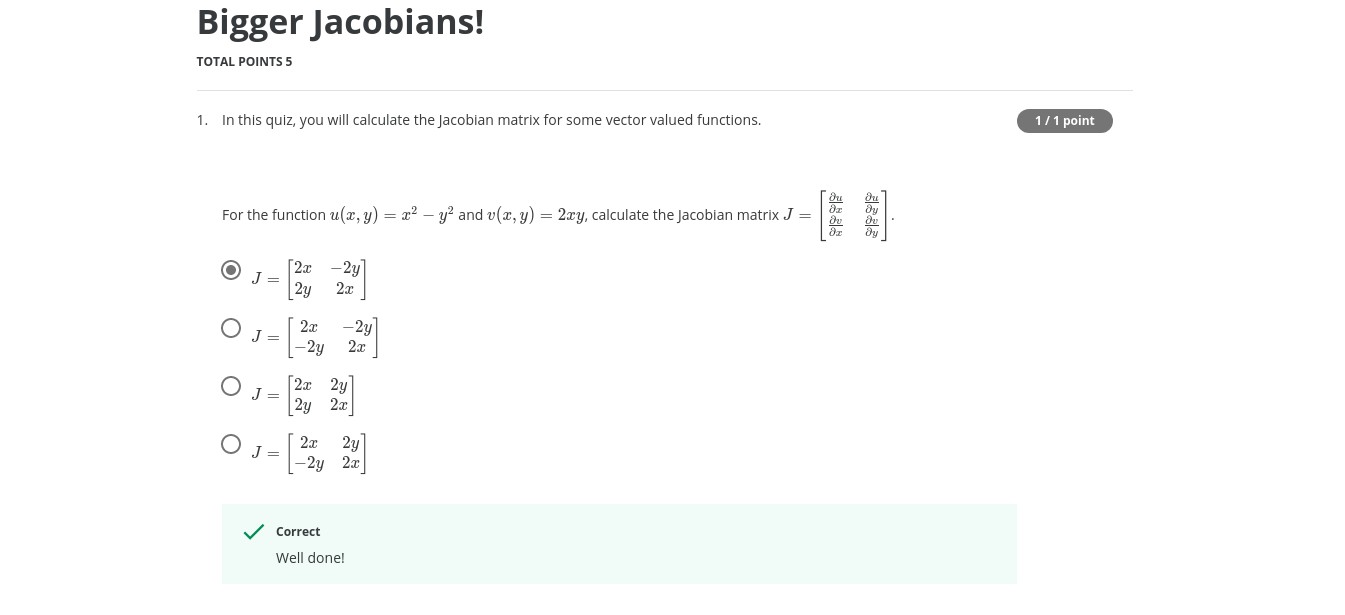 Bigger Jacobians!
TOTAL POINTS 5
1. In this quiz, you will calculate the Jacobian matrix for some vector valued functions. 1 / 1 point
For the function $u(x, y) = x^2 - y^2$ and $v(x, y) = 2xy$, calculate the Jacobian matrix $J = \begin{bmatrix} \frac{\partial u}{\partial x} & \frac{\partial u}{\partial y} \\ \frac{\partial v}{\partial x} & \frac{\partial v}{\partial y} \end{bmatrix}$.
$J = \begin{bmatrix} 2x & -2y \\ 2y & 2x \end{bmatrix}$
$J = \begin{bmatrix} 2x & -2y \\ -2y & 2x \end{bmatrix}$
$J = \begin{bmatrix} 2x & 2y \\ 2y & 2x \end{bmatrix}$
$J = \begin{bmatrix} 2x & 2y \\ -2y & 2x \end{bmatrix}$
Correct
Well done!